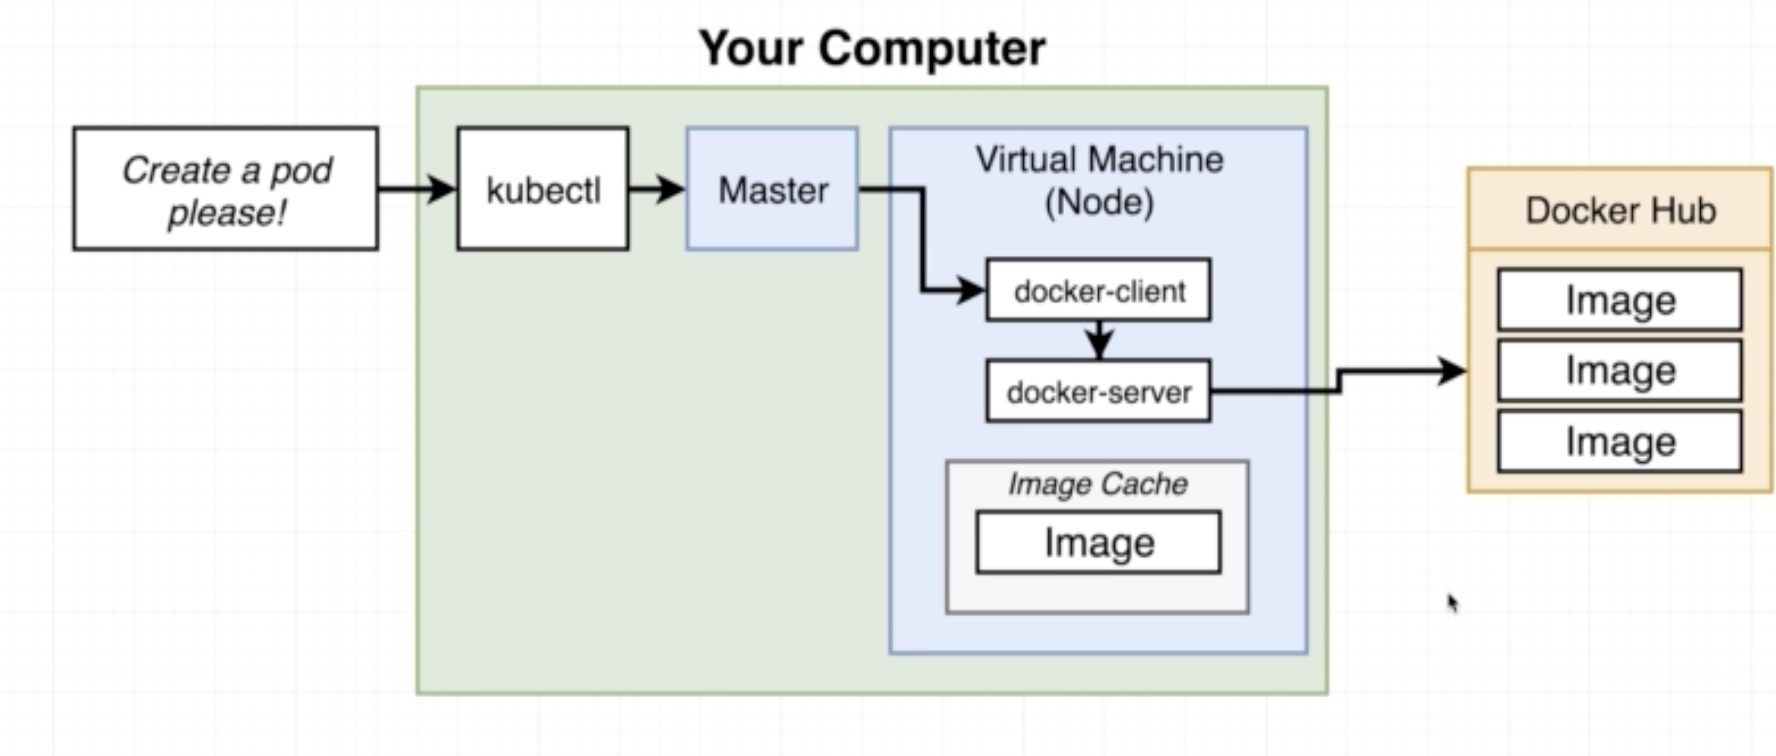 Your Computer
Create a pod
please!
kubectl
Master
Virtual Machine
(Node)
docker-client
docker-server
Image Cache
Image
Docker Hub
Image
Image
Image